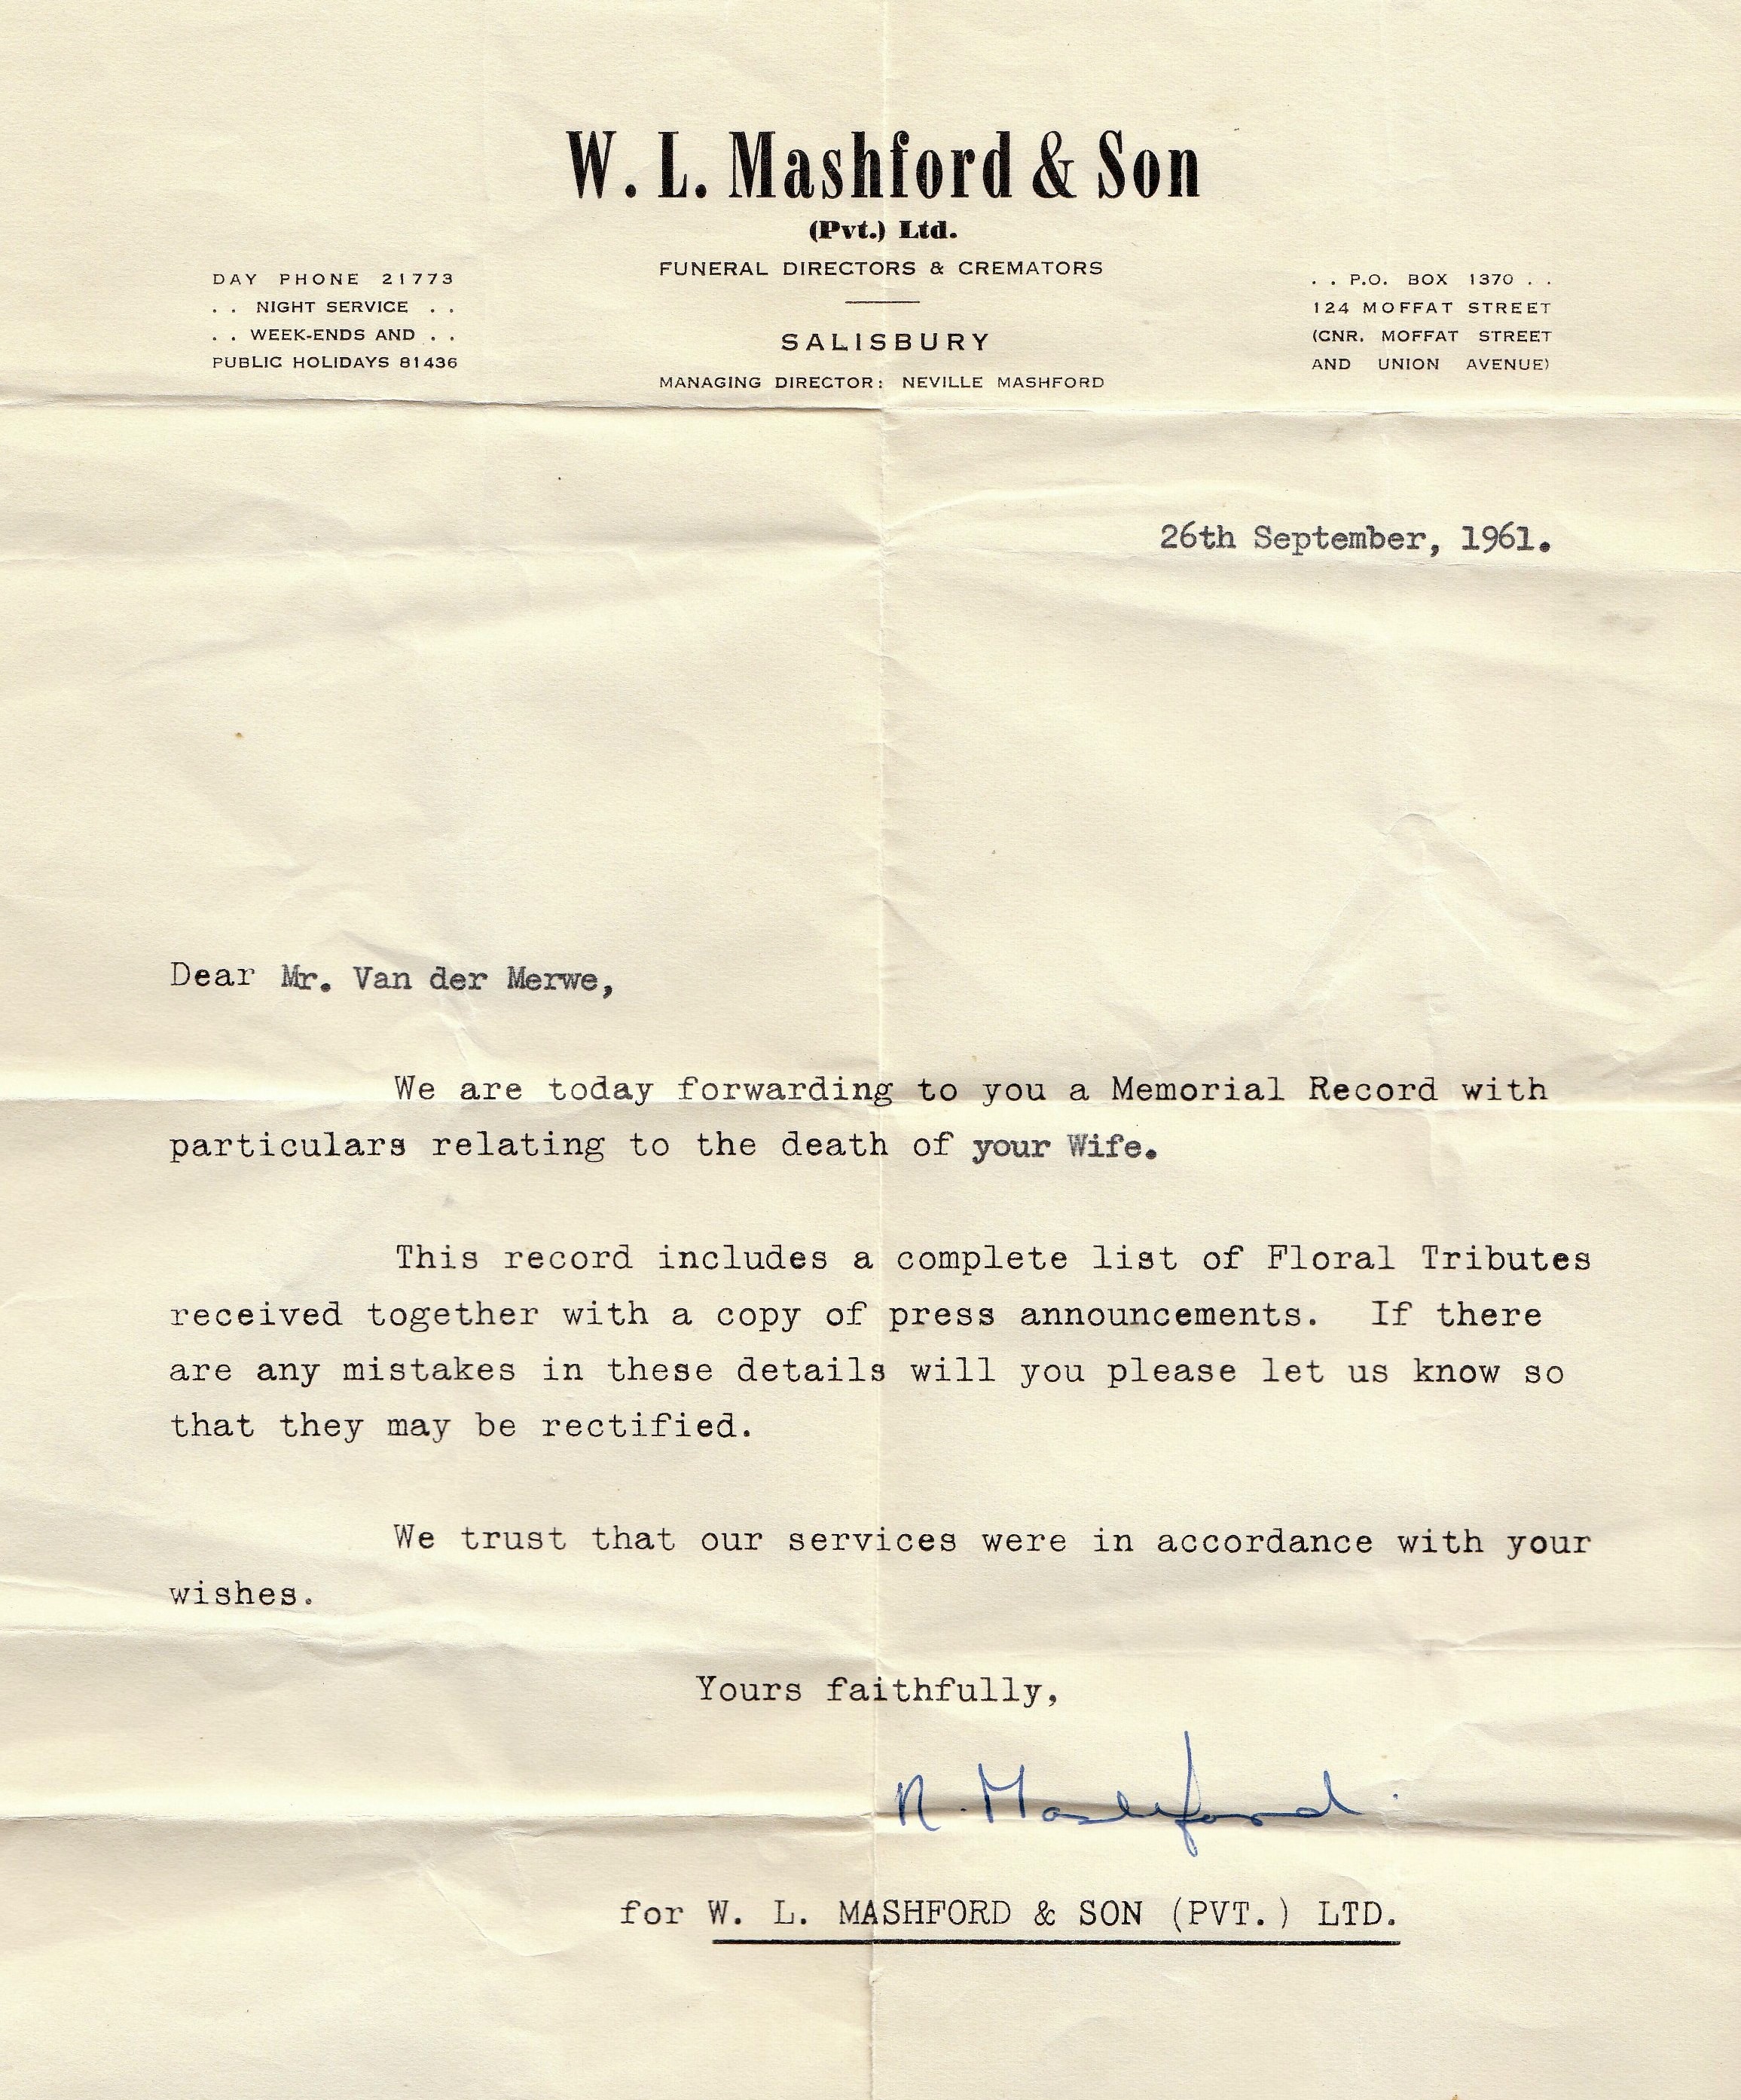 W. L. Mashford & Son
(Pvt.) Ltd.
FUNERAL DIRECTORS & CREMATORS
SALISBURY
MANAGING DIRECTOR: NEVILLE MASHFORD
DAY PHONE 21773
. . NIGHT SERVICE . .
. . WEEK-ENDS AND . .
PUBLIC HOLIDAYS 81436
. . P.O. BOX 1370 . .
124 MOFFAT STREET
(CNR. MOFFAT STREET
AND UNION AVENUE)
26th September, 1961.
Dear Mr. Van der Merwe,
We are today forwarding to you a Memorial Record with
particulars relating to the death of your Wife.
This record includes a complete list of Floral Tributes
received together with a copy of press announcements. If there
are any mistakes in these details will you please let us know so
that they may be rectified.
We trust that our services were in accordance with your
wishes.
Yours faithfully,
N. Mashford.
for W. L. MASHFORD & SON (PVT.) LTD.